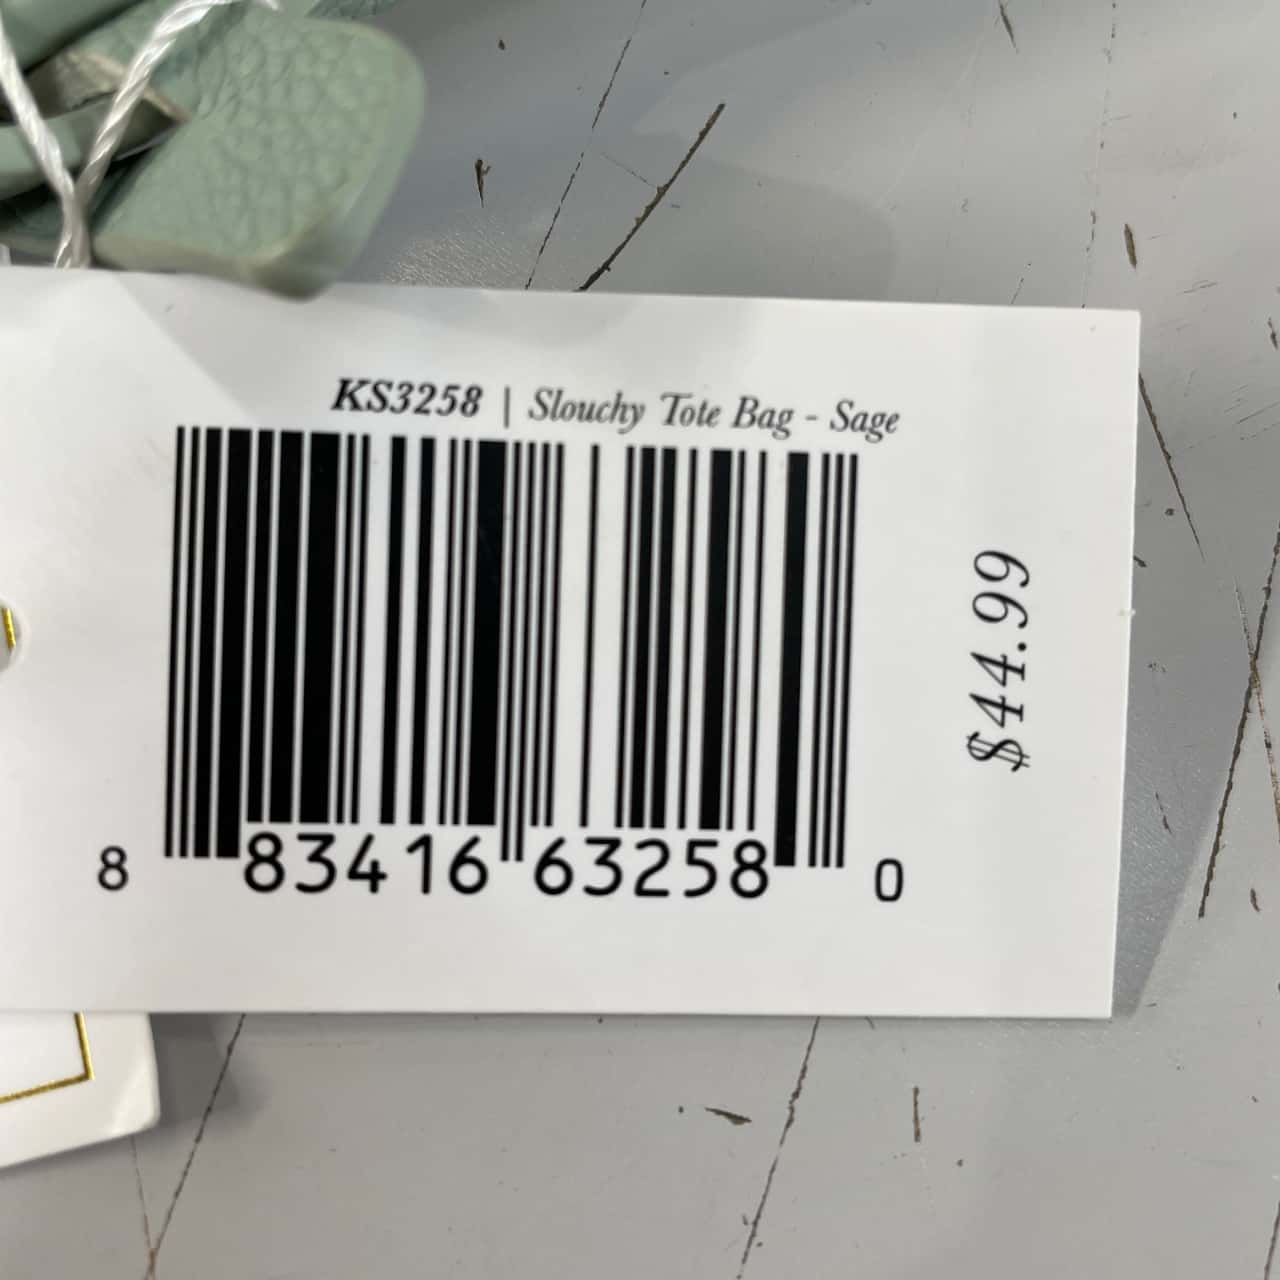 KS3258 | Slouchy Tote Bag - Sage
8 83416 63258 0
$44.99